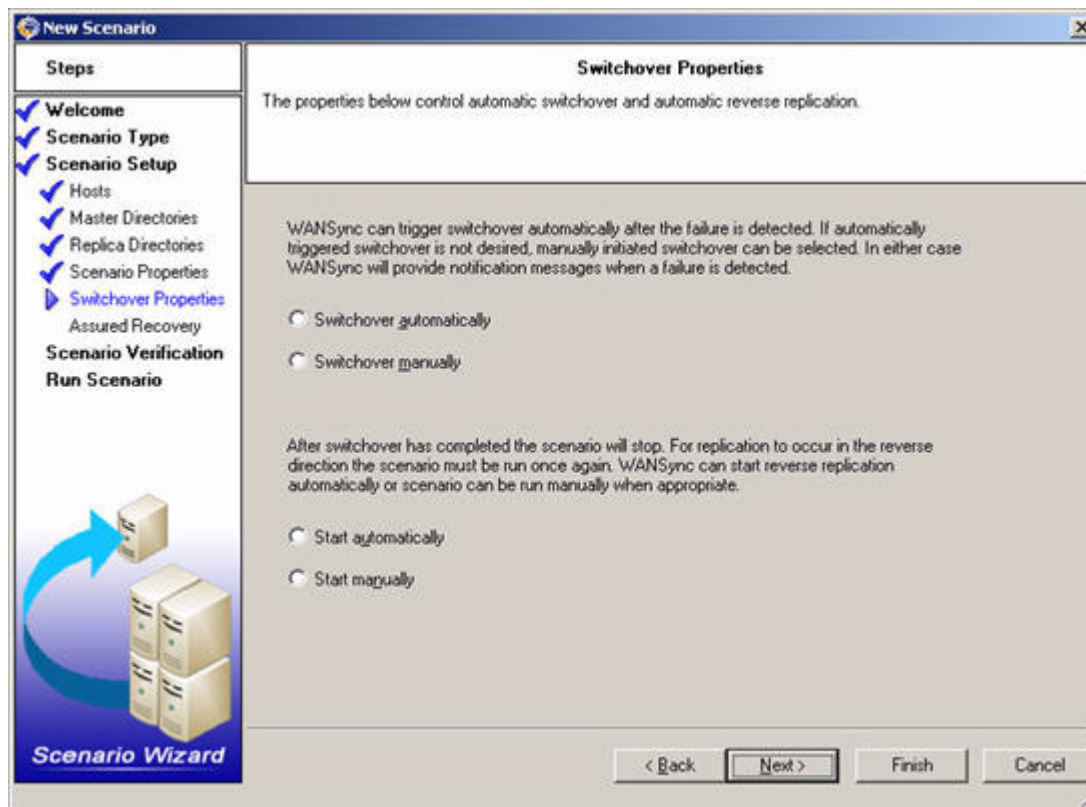 New Scenario
Steps
Welcome
Scenario Type
Scenario Setup
Hosts
Master Directories
Replica Directories
Scenario Properties
Switchover Properties
Assured Recovery
Scenario Verification
Run Scenario
Scenario Wizard
Switchover Properties
The properties below control automatic switchover and automatic reverse replication.
WANSync can trigger switchover automatically after the failure is detected. If automatically
triggered switchover is not desired, manually initiated switchover can be selected. In either case
WANSync will provide notification messages when a failure is detected.
Switchover automatically
Switchover manually
After switchover has completed the scenario will stop. For replication to occur in the reverse
direction the scenario must be run once again. WANSync can start reverse replication
automatically or scenario can be run manually when appropriate.
Start automatically
Start manually
< Back
Next >
Finish
Cancel